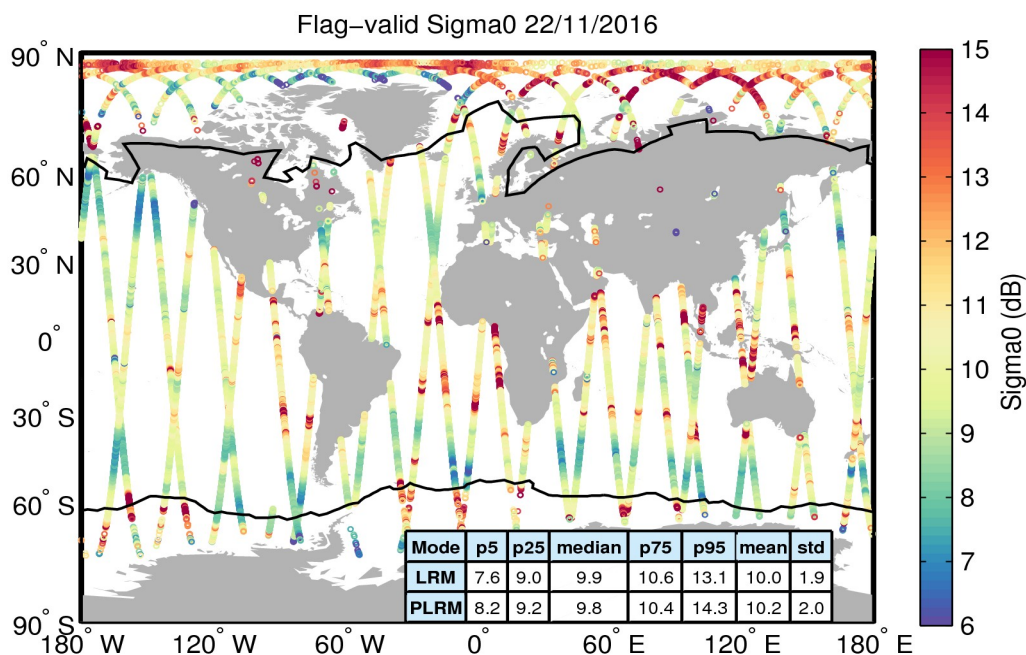 Flag-valid Sigma0 22/11/2016
90° N
60° N
30° N
0°
30° S
60° S
90° S
180° W
120° W
60° W
0°
60° E
120° E
180° E
15
14
13
12
11
10
9
8
7
6
Sigma0 (dB)
Mode p5 p25 median p75 p95 mean std
LRM 7.6 9.0 9.9 10.6 13.1 10.0 1.9
PLRM 8.2 9.2 9.8 10.4 14.3 10.2 2.0